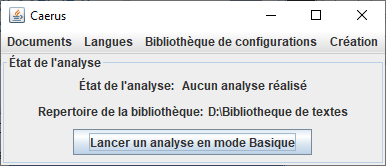 Caerus
Documents Langues Bibliothèque de configurations Création
État de l'analyse
État de l'analyse: Aucun analyse réalisé
Repertoire de la bibliothèque: D:\Bibliotheque de textes
Lancer un analyse en mode Basique